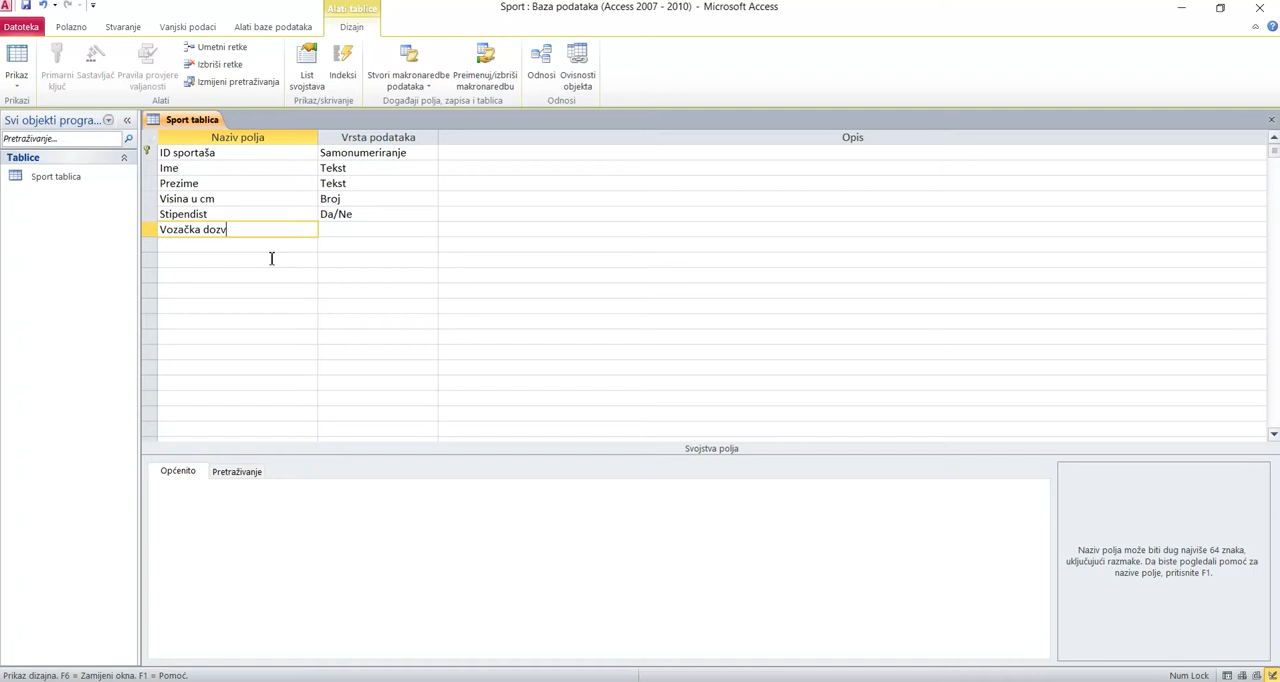 Sport : Baza podataka (Access 2007 - 2010) - Microsoft Access
Alati tablice
Datoteka Polazno Stvaranje Vanjski podaci Alati baze podataka Dizajn
Prikaz
Primarni ključ
Sastavljač
Pravila provjere valjanosti
Umetni retke
Izbriši retke
Izmijeni pretraživanja
List svojstava
Indeksi
Stvori makronaredbe podataka
Preimenuj/izbriši makronaredbu
Odnosi
Ovisnosti objekta
Prikazi Alati Prikaz/skrivanje Događaji polja, zapisa i tablica Odnosi
Svi objekti progra...
Pretraživanje...
Tablice
Sport tablica
Sport tablica
Naziv polja Vrsta podataka Opis
ID sportaša Samonumeriranje
Ime Tekst
Prezime Tekst
Visina u cm Broj
Stipendist Da/Ne
Vozačka dozv
Svojstva polja
Općenito Pretraživanje
Naziv polja može biti dug najviše 64 znaka,
uključujući razmake. Da biste pogledali pomoć za
nazive polje, pritisnite F1.
Prikaz dizajna. F6 = Zamijeni okna. F1 = Pomoć.
Num Lock